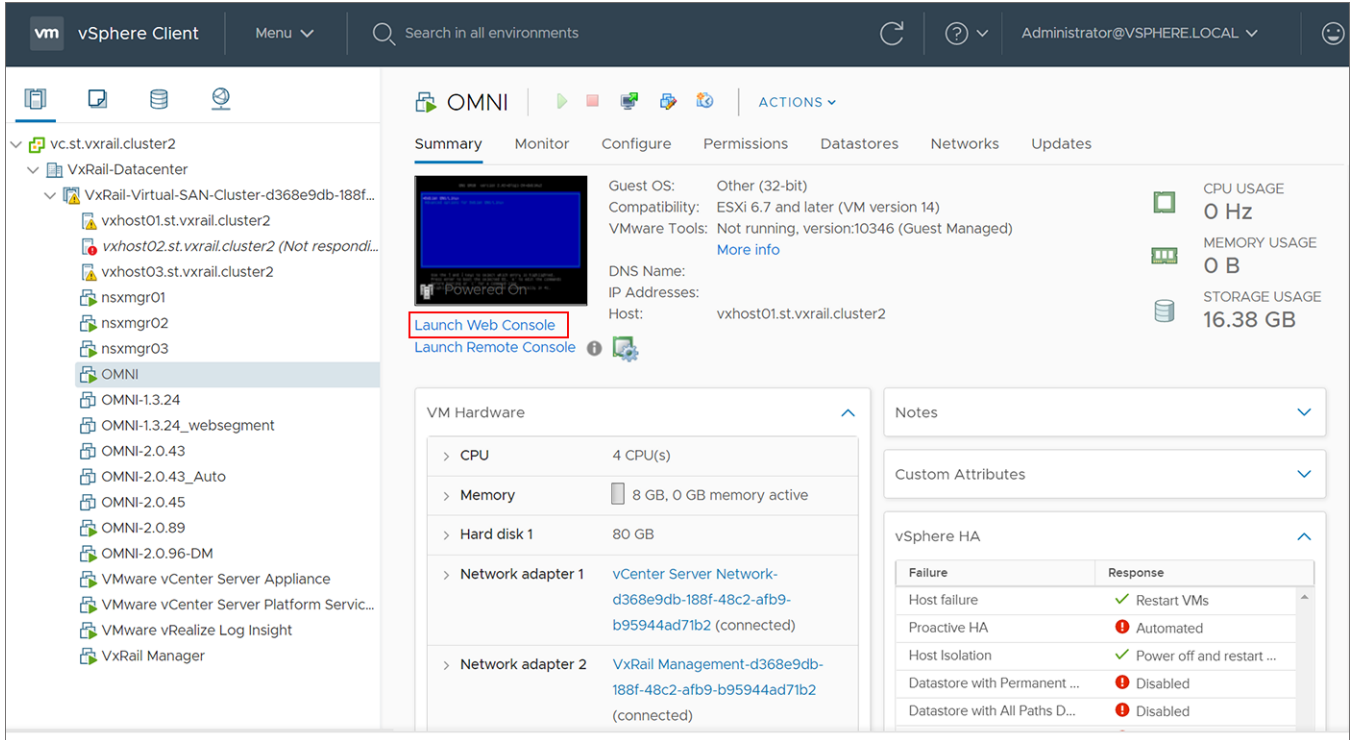 vm vSphere Client Menu Search in all environments Administrator@VSPHERE.LOCAL
vc.st.vxrail.cluster2
VxRail-Datacenter
VxRail-Virtual-SAN-Cluster-d368e9db-188f...
vxhost01.st.vxrail.cluster2
vxhost02.st.vxrail.cluster2 (Not respondi...
vxhost03.st.vxrail.cluster2
nsxmgr01
nsxmgr02
nsxmgr03
OMNI
OMNI-1.3.24
OMNI-1.3.24_websegment
OMNI-2.0.43
OMNI-2.0.43_Auto
OMNI-2.0.45
OMNI-2.0.89
OMNI-2.0.96-DM
VMware vCenter Server Appliance
VMware vCenter Server Platform Servic...
VMware vRealize Log Insight
VxRail Manager
OMNI ACTIONS
Summary Monitor Configure Permissions Datastores Networks Updates
Powered On
Launch Web Console
Launch Remote Console
Guest OS: Other (32-bit)
Compatibility: ESXi 6.7 and later (VM version 14)
VMware Tools: Not running, version:10346 (Guest Managed)
More info
DNS Name:
IP Addresses:
Host: vxhost01.st.vxrail.cluster2
CPU USAGE
0 Hz
MEMORY USAGE
0 B
STORAGE USAGE
16.38 GB
VM Hardware
CPU 4 CPU(s)
Memory 8 GB, 0 GB memory active
Hard disk 1 80 GB
Network adapter 1 vCenter Server Network-
d368e9db-188f-48c2-afb9-
b95944ad71b2 (connected)
Network adapter 2 VxRail Management-d368e9db-
188f-48c2-afb9-b95944ad71b2
(connected)
Notes
Custom Attributes
vSphere HA
Failure Response
Host failure Restart VMs
Proactive HA Automated
Host Isolation Power off and restart ...
Datastore with Permanent ... Disabled
Datastore with All Paths D... Disabled